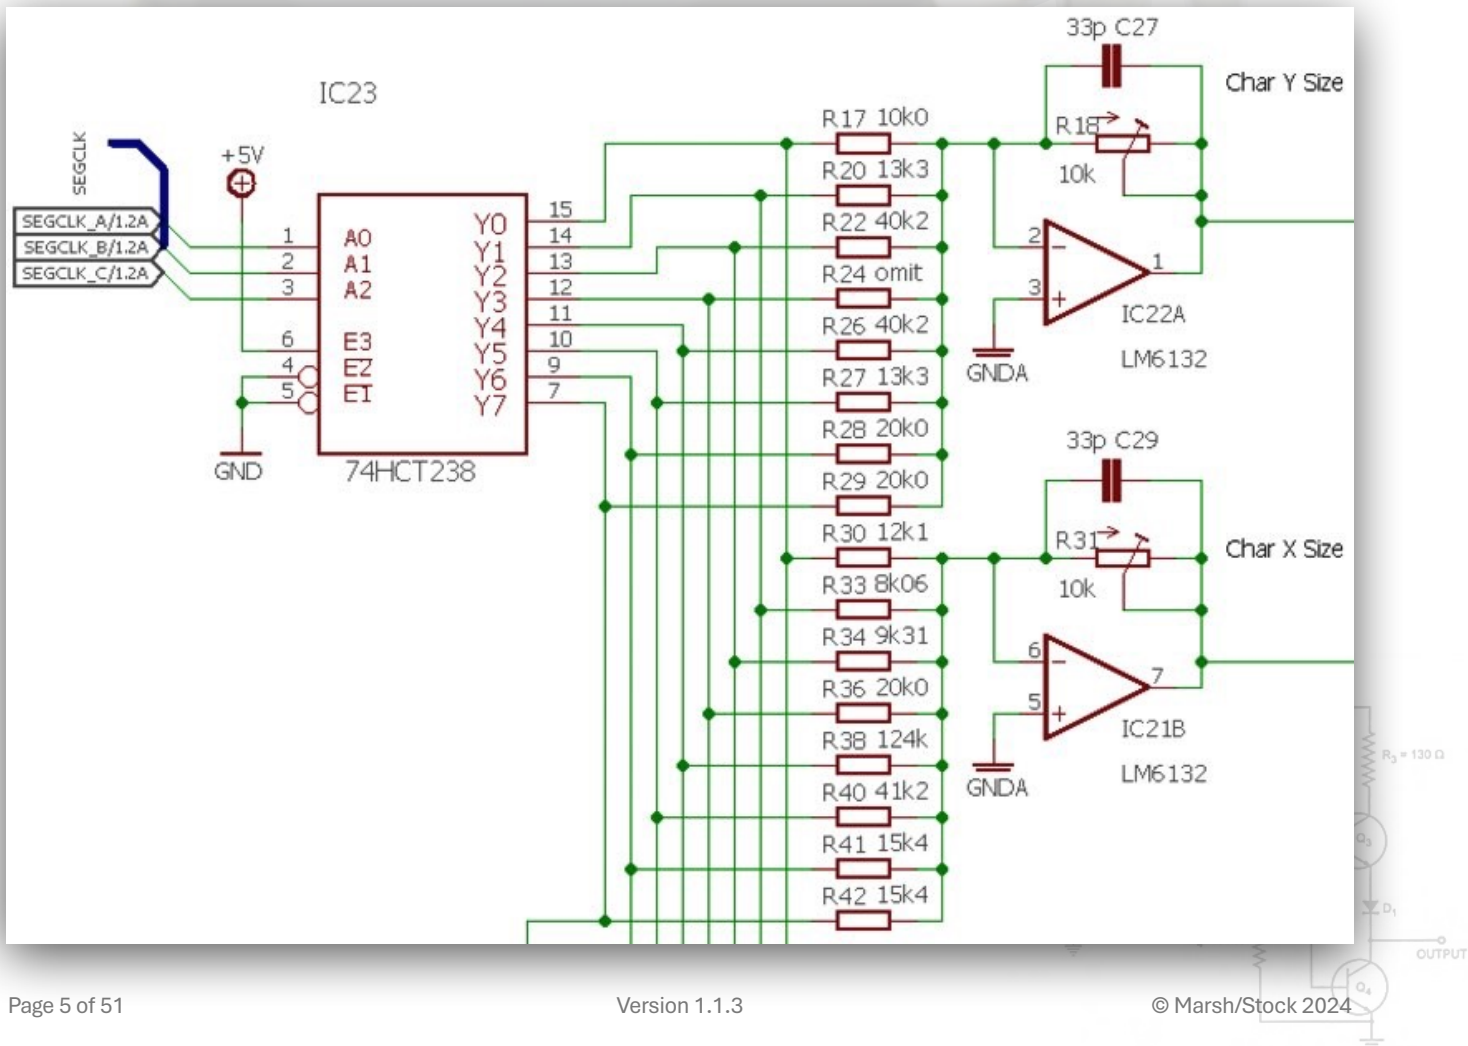 33p C27
Char Y Size
IC23
SEGCLK
+5V
R17 10k0
R18
10k
R20 13k3
R22 40k2
R24 omit
R26 40k2
R27 13k3
R28 20k0
R29 20k0
SEGCLK_A/1.2A
SEGCLK_B/1.2A
SEGCLK_C/1.2A
1 A0
2 A1
3 A2
6 E3
4 E2
5 E1
Y0 15
Y1 14
Y2 13
Y3 12
Y4 11
Y5 10
Y6 9
Y7 7
GND
74HCT238
2 −
3 +
1
IC22A
LM6132
GNDA
33p C29
Char X Size
R30 12k1
R31
10k
R33 8k06
R34 9k31
R36 20k0
R38 124k
R40 41k2
R41 15k4
R42 15k4
6 −
5 +
7
IC21B
LM6132
GNDA
R3 = 130 Ω
Q3
D1
OUTPUT
Q4
Page 5 of 51
Version 1.1.3
© Marsh/Stock 2024